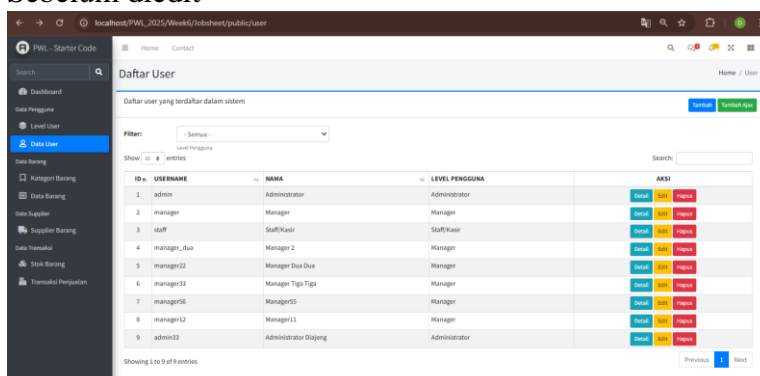 Sebelum diedit
localhost/PWL_2025/Week6/Jobsheet/public/user
PWL - Starter Code
Home Contact
Search
Daftar User
Home / User
Dashboard
Data Pengguna
Level User
Data User
Data Barang
Kategori Barang
Data Barang
Data Supplier
Supplier Barang
Data Transaksi
Stok Barang
Transaksi Penjualan
Daftar user yang terdaftar dalam sistem
Tambah Tambah Ajax
Filter: - Semua -
Level Pengguna
Show 10 entries Search:
ID USERNAME NAMA LEVEL PENGGUNA AKSI
1 admin Administrator Administrator Detail Edit Hapus
2 manager Manager Manager Detail Edit Hapus
3 staff Staff/Kasir Staff/Kasir Detail Edit Hapus
4 manager_dua Manager 2 Manager Detail Edit Hapus
5 manager22 Manager Dua Dua Manager Detail Edit Hapus
6 manager33 Manager Tiga Tiga Manager Detail Edit Hapus
7 manager56 Manager55 Manager Detail Edit Hapus
8 manager12 Manager11 Manager Detail Edit Hapus
9 admin33 Administrator Diajeng Administrator Detail Edit Hapus
Showing 1 to 9 of 9 entries
Previous 1 Next